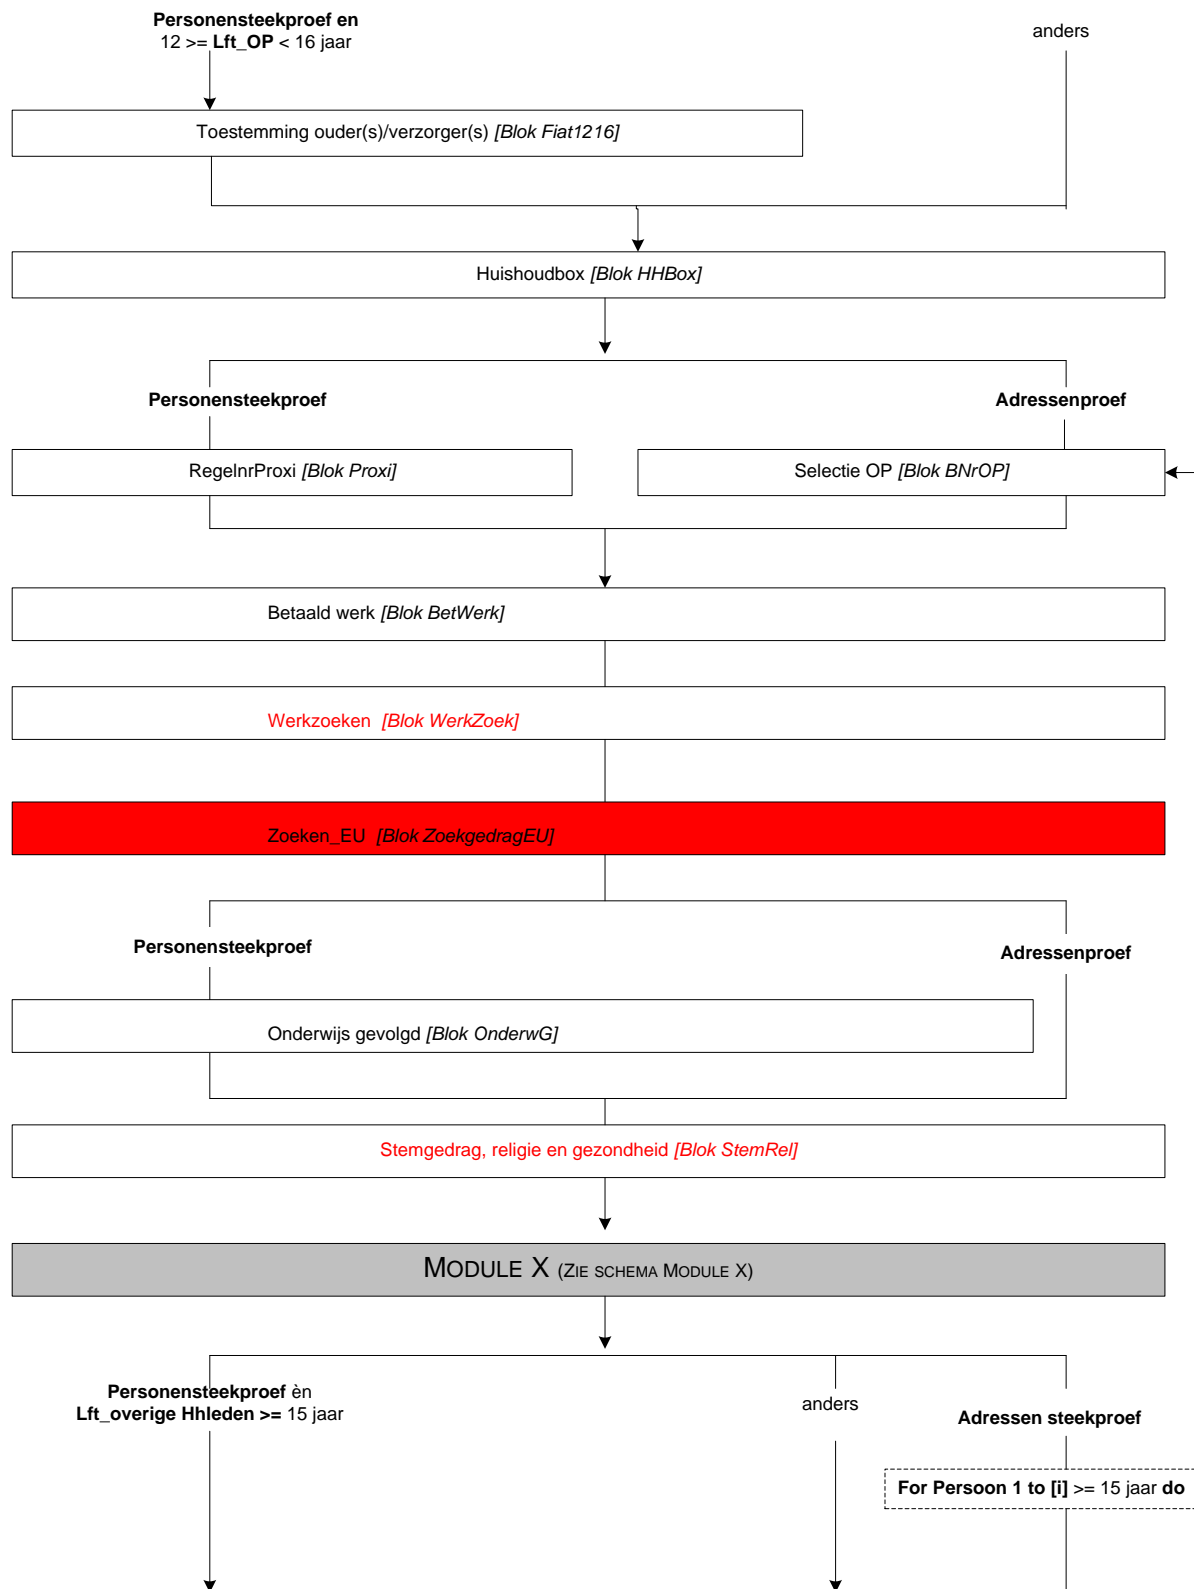 Personensteekproef en
12 >= Lft_OP < 16 jaar
anders
Toestemming ouder(s)/verzorger(s) [Blok Fiat1216]
Huishoudbox [Blok HHBox]
Personensteekproef
Adressenproef
RegelnrProxi [Blok Proxi]
Selectie OP [Blok BNrOP]
Betaald werk [Blok BetWerk]
Werkzoeken [Blok WerkZoek]
Zoeken_EU [Blok ZoekgedragEU]
Personensteekproef
Adressenproef
Onderwijs gevolgd [Blok OnderwG]
Stemgedrag, religie en gezondheid [Blok StemRel]
MODULE X (ZIE SCHEMA MODULE X)
Personensteekproef èn
Lft_overige Hhleden >= 15 jaar
anders
Adressen steekproef
For Persoon 1 to [i] >= 15 jaar do